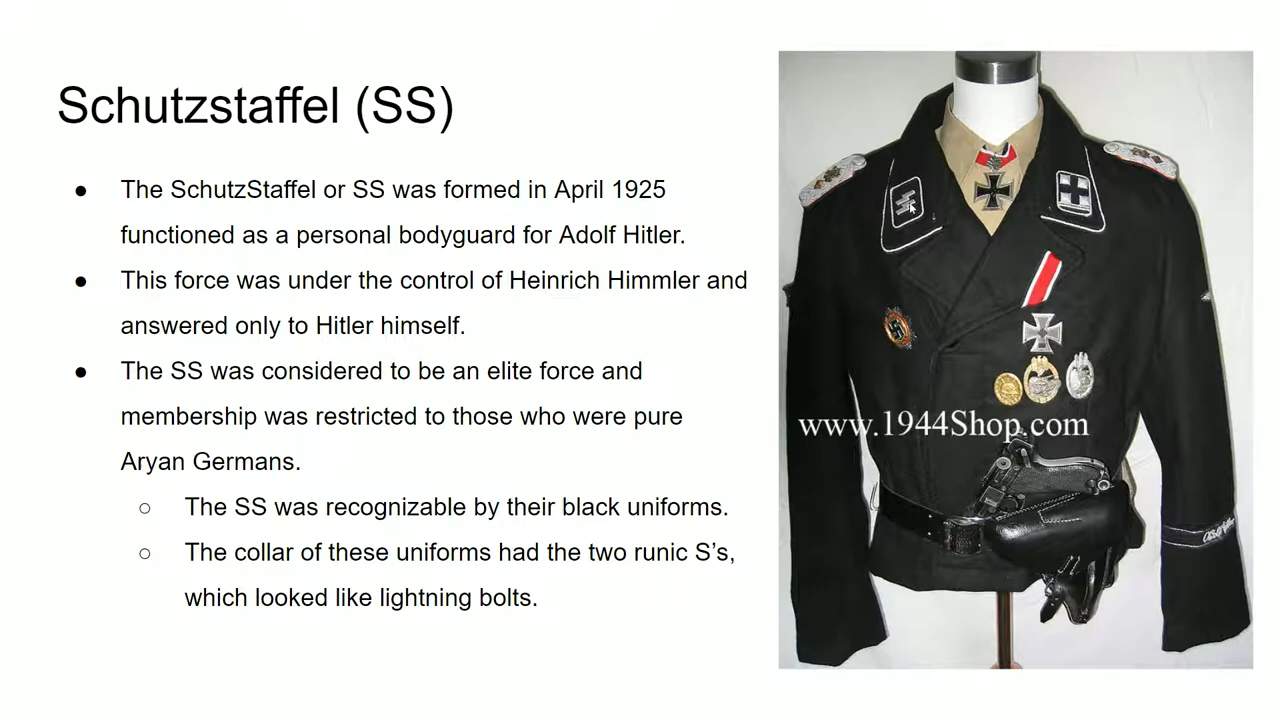 Schutzstaffel (SS)
● The SchutzStaffel or SS was formed in April 1925
functioned as a personal bodyguard for Adolf Hitler.
● This force was under the control of Heinrich Himmler and
answered only to Hitler himself.
● The SS was considered to be an elite force and
membership was restricted to those who were pure
Aryan Germans.
○ The SS was recognizable by their black uniforms.
○ The collar of these uniforms had the two runic S’s,
which looked like lightning bolts.
www.1944Shop.com